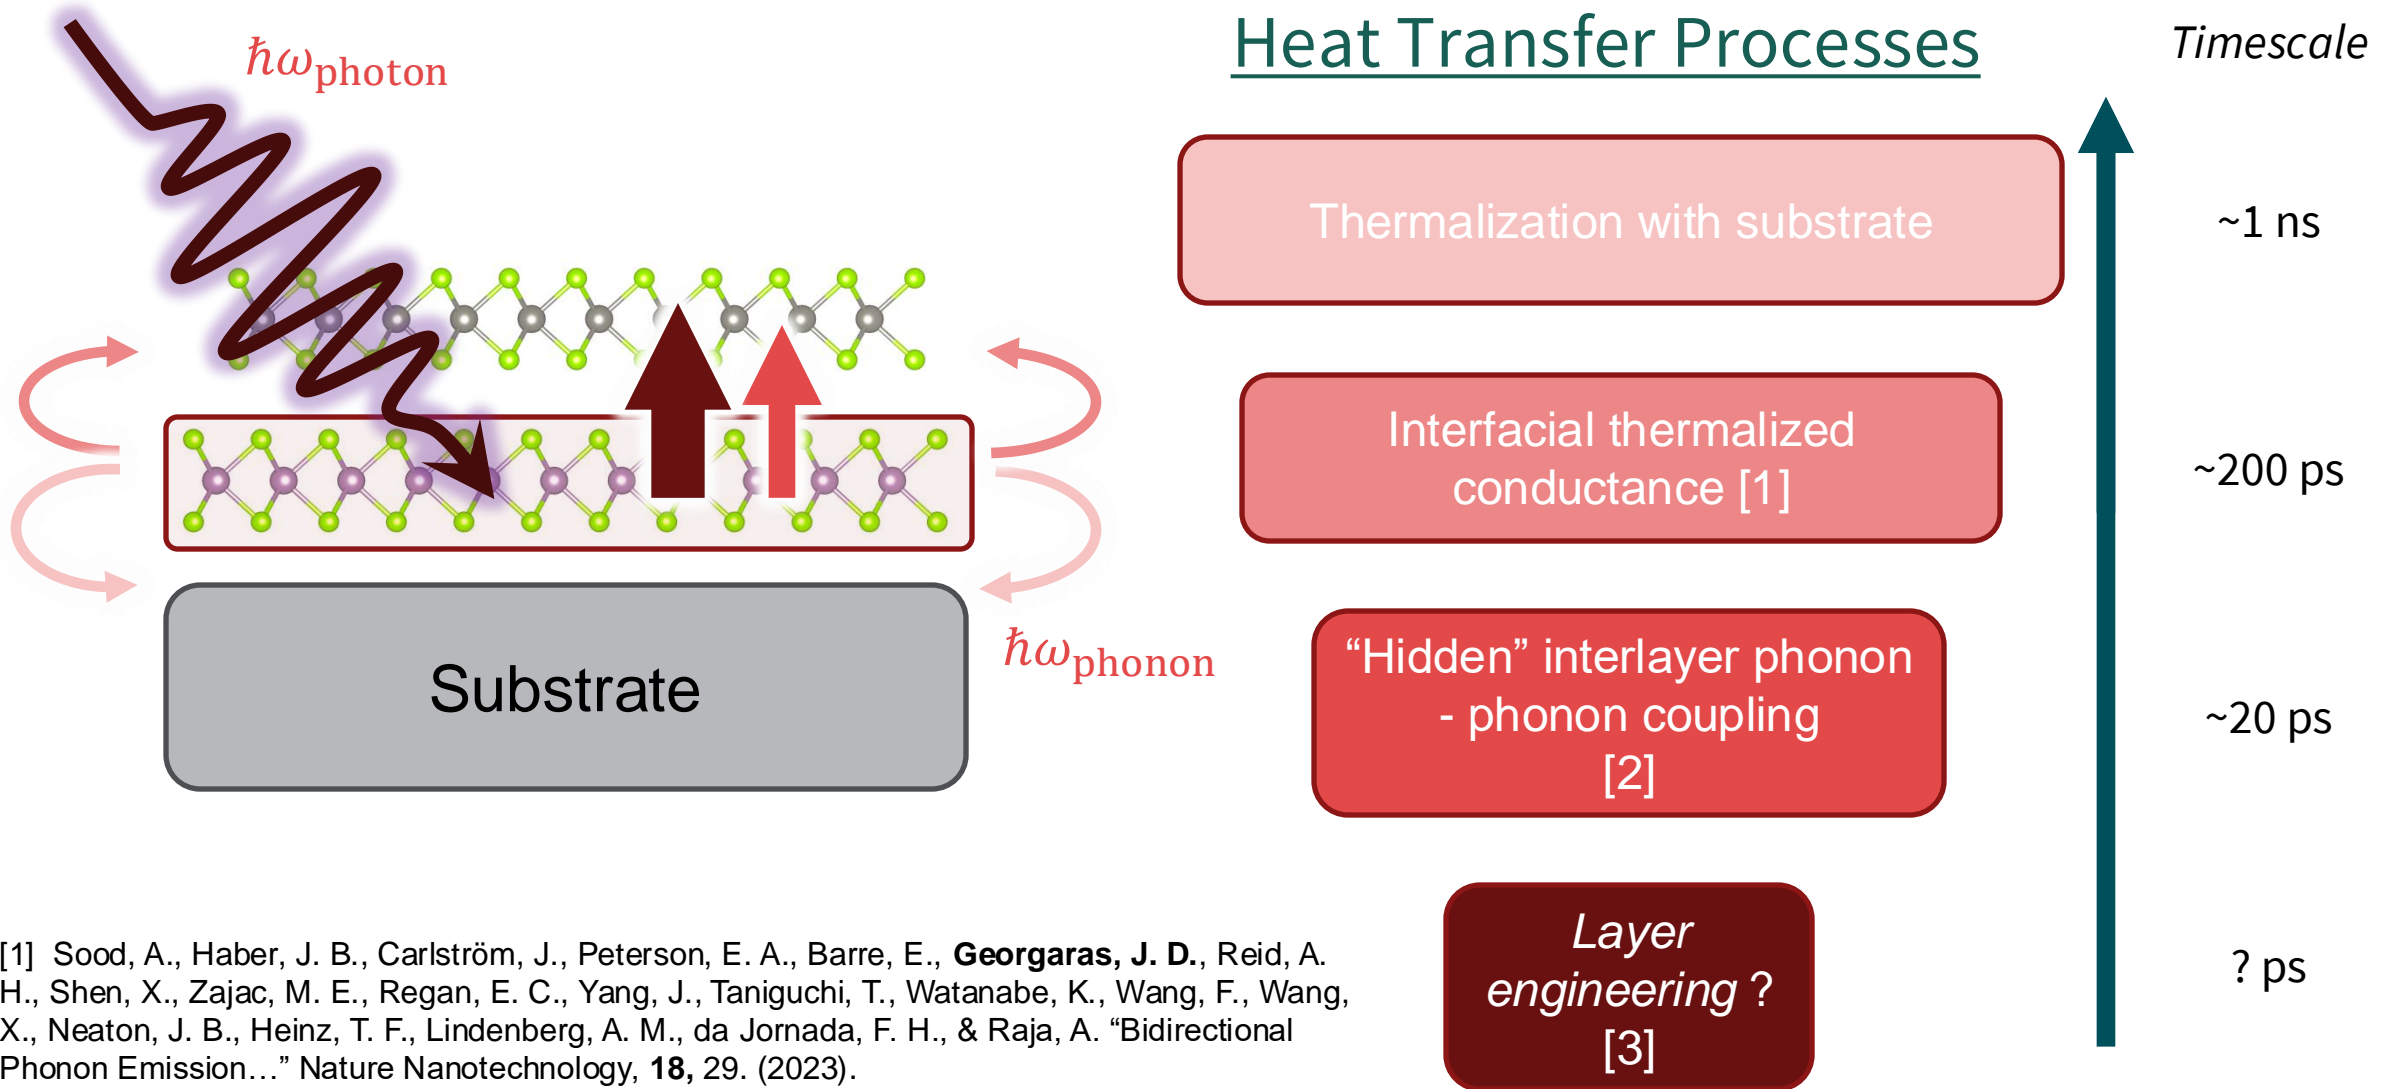 ħω_photon
Heat Transfer Processes
Timescale
Thermalization with substrate
~1 ns
Interfacial thermalized
conductance [1]
~200 ps
Substrate
ħω_phonon
“Hidden” interlayer phonon
- phonon coupling
[2]
~20 ps
Layer
engineering ?
[3]
? ps
[1] Sood, A., Haber, J. B., Carlström, J., Peterson, E. A., Barre, E., Georgaras, J. D., Reid, A.
H., Shen, X., Zajac, M. E., Regan, E. C., Yang, J., Taniguchi, T., Watanabe, K., Wang, F., Wang,
X., Neaton, J. B., Heinz, T. F., Lindenberg, A. M., da Jornada, F. H., & Raja, A. “Bidirectional
Phonon Emission…” Nature Nanotechnology, 18, 29. (2023).